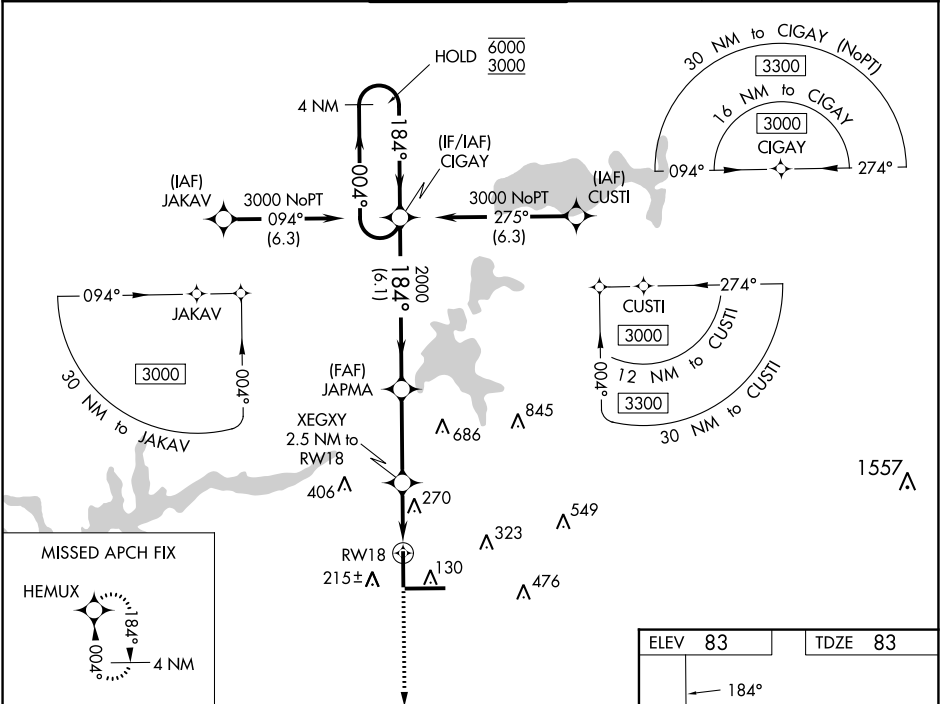 HOLD 6000
3000
4 NM
184°
004°
(IF/IAF)
CIGAY
30 NM to CIGAY (NoPT)
3300
16 NM to CIGAY
3000
CIGAY
094°
274°
(IAF)
JAKAV
3000 NoPT
094°
(6.3)
3000 NoPT
275°
(6.3)
(IAF)
CUSTI
2000
184°
(6.1)
094°
JAKAV
3000
004°
30 NM to JAKAV
274°
CUSTI
3000
004°
12 NM to CUSTI
3300
30 NM to CUSTI
(FAF)
JAPMA
XEGXY
2.5 NM to
RW18
686
845
406
270
1557
549
323
RW18
215±
130
476
MISSED APCH FIX
HEMUX
184°
004°
4 NM
ELEV 83
TDZE 83
184°